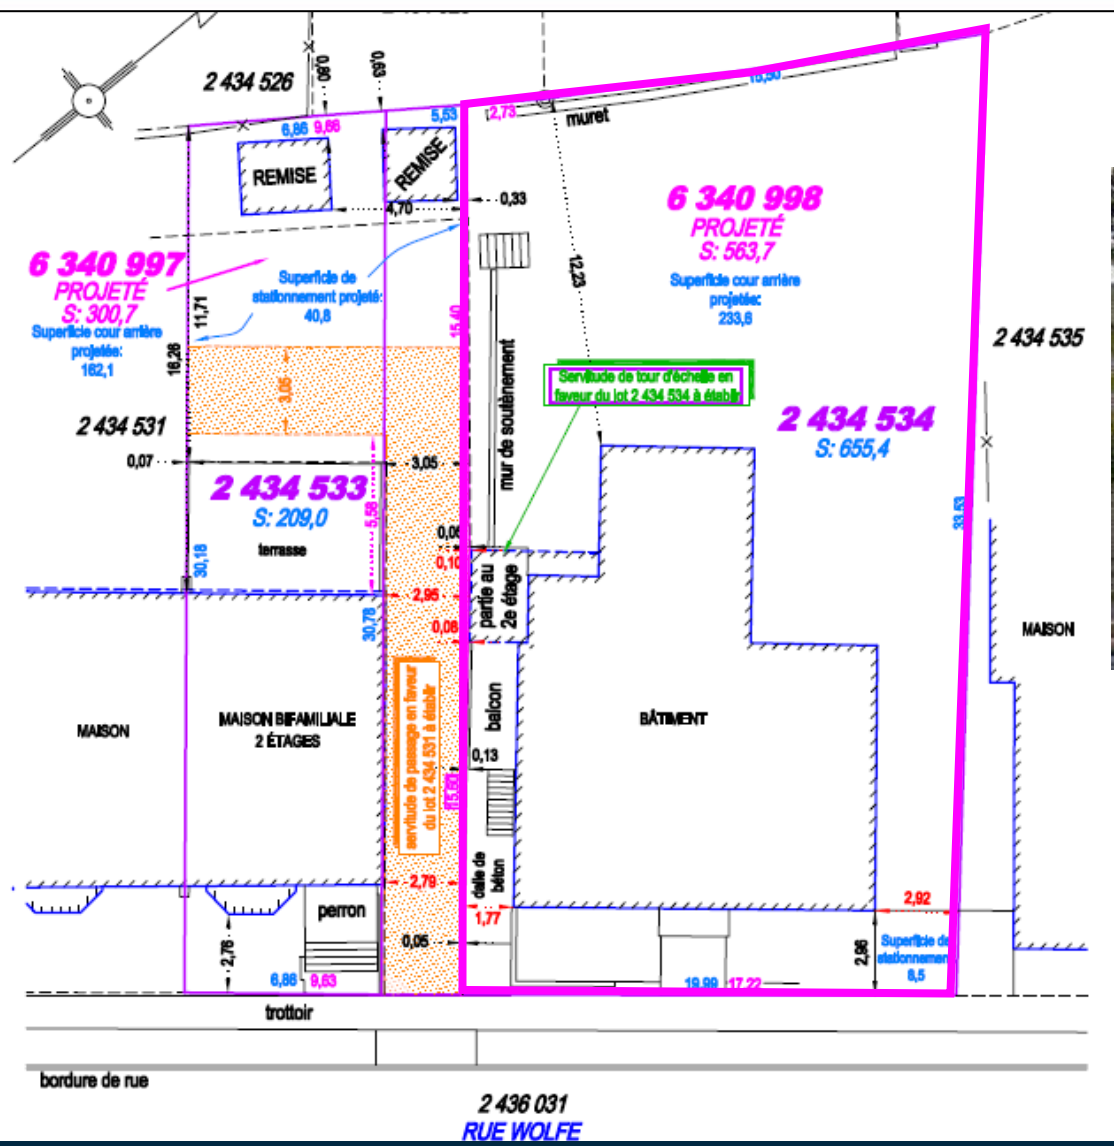 2 434 526
0,80
0,63
6,86 9,66
5,53
2,73
muret
REMISE
REMISE
4,70
0,33
6 340 998
PROJETÉ
S: 563,7
Superficie cour arrière
projetée:
233,6
12,23
6 340 997
PROJETÉ
S: 300,7
Superficie cour arrière
projetée:
162,1
Superficie de
stationnement projeté:
40,8
11,71
16,26
15,40
mur de soutènement
2 434 535
3,05
Servitude de tour d'échelle en
faveur du lot 2 434 534 à établir
2 434 531
2 434 534
S: 655,4
0,07
3,05
2 434 533
S: 209,0
terrasse
5,58
30,18
33,53
0,05
0,10
partie au
2e étage
2,95
0,08
30,78
MAISON
servitude de passage en faveur
du lot 2 434 531 à établir
balcon
MAISON
MAISON BIFAMILIALE
2 ÉTAGES
BÂTIMENT
0,13
15,60
dalle de
béton
2,79
1,77
2,92
perron
2,76
0,05
2,96
Superficie de
stationnement
8,5
6,86 9,63
19,99 17,22
trottoir
bordure de rue
2 436 031
RUE WOLFE